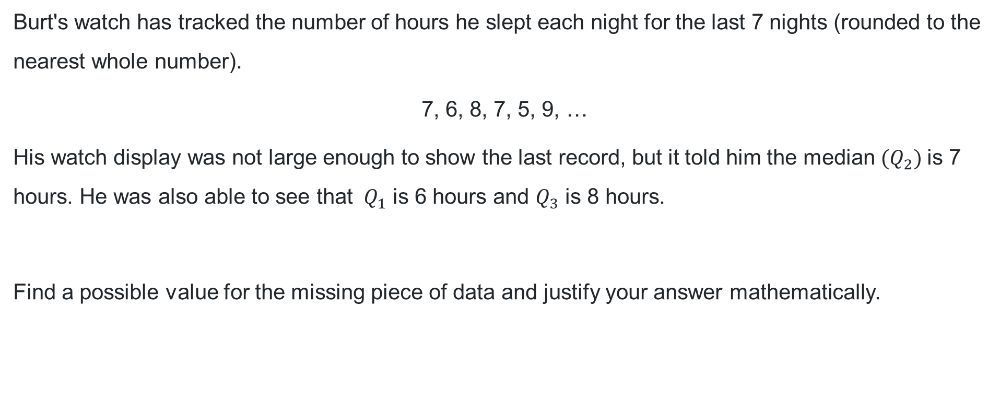 Burt's watch has tracked the number of hours he slept each night for the last 7 nights (rounded to the
nearest whole number).
7, 6, 8, 7, 5, 9, …
His watch display was not large enough to show the last record, but it told him the median (Q₂) is 7
hours. He was also able to see that Q₁ is 6 hours and Q₃ is 8 hours.
Find a possible value for the missing piece of data and justify your answer mathematically.